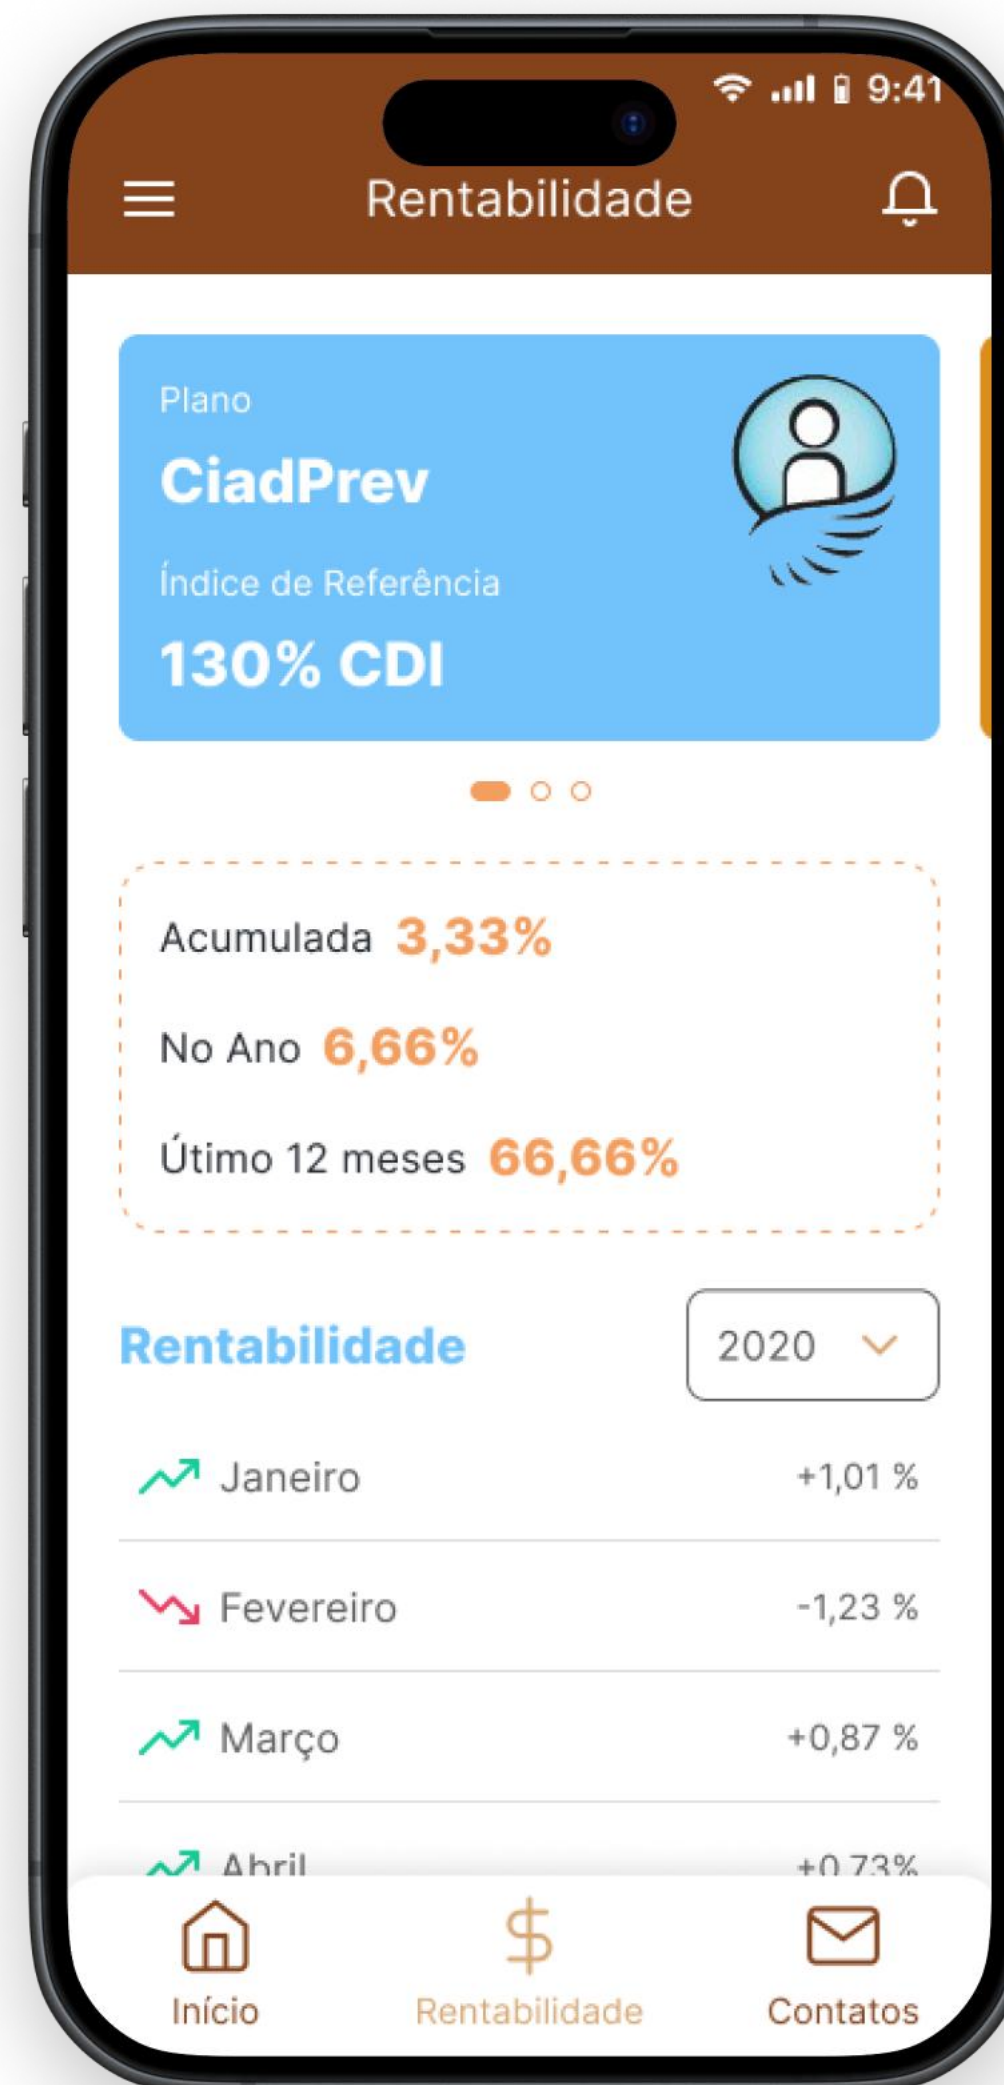 9:41
Rentabilidade
Plano
CiadPrev
Índice de Referência
130% CDI
Acumulada 3,33%
No Ano 6,66%
Útimo 12 meses 66,66%
Rentabilidade 2020
Janeiro +1,01 %
Fevereiro -1,23 %
Março +0,87 %
Abril +0,73%
Início Rentabilidade Contatos